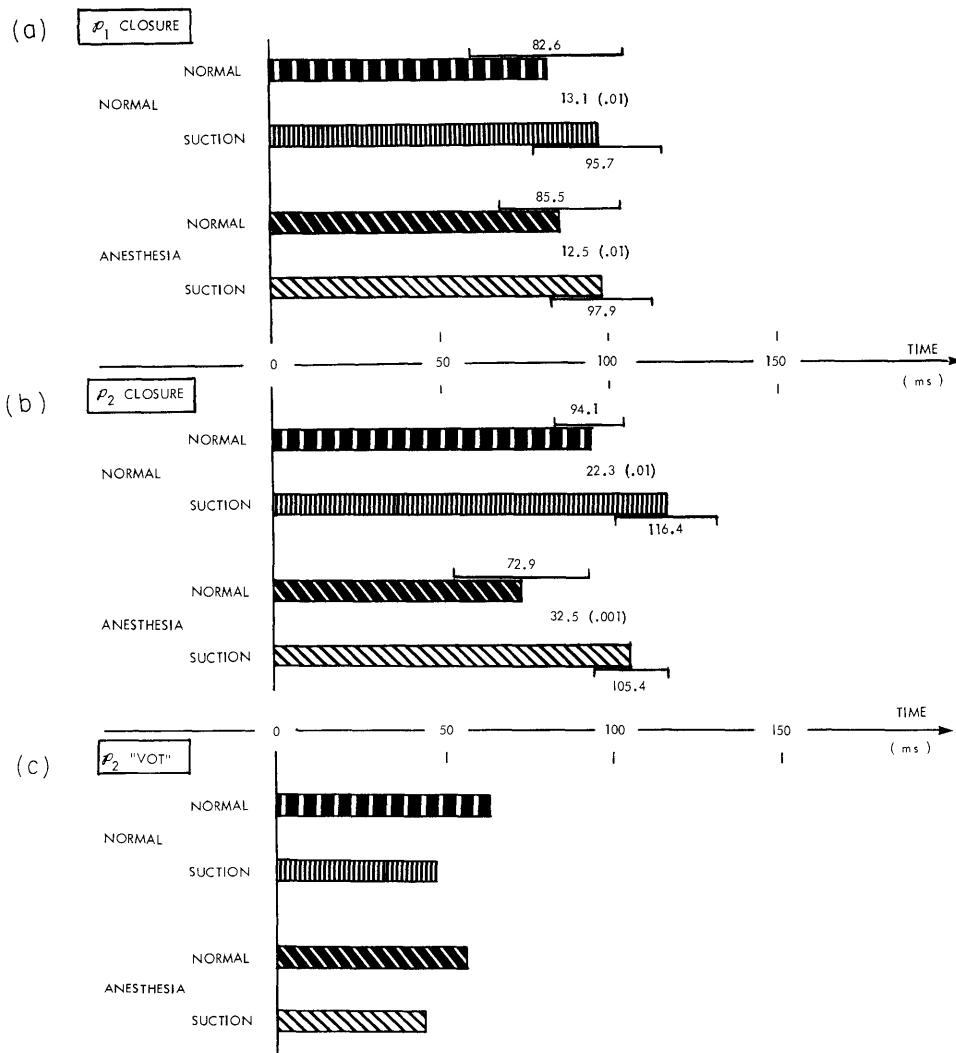 (a)
p1 CLOSURE
82.6
NORMAL
13.1 (.01)
NORMAL
SUCTION
95.7
85.5
NORMAL
12.5 (.01)
ANESTHESIA
SUCTION
97.9
0 50 100 150 TIME
(ms)
(b)
p2 CLOSURE
94.1
NORMAL
22.3 (.01)
NORMAL
SUCTION
116.4
72.9
NORMAL
32.5 (.001)
ANESTHESIA
SUCTION
105.4
0 50 100 150 TIME
(ms)
(c)
p2 "VOT"
NORMAL
NORMAL
SUCTION
NORMAL
ANESTHESIA
SUCTION